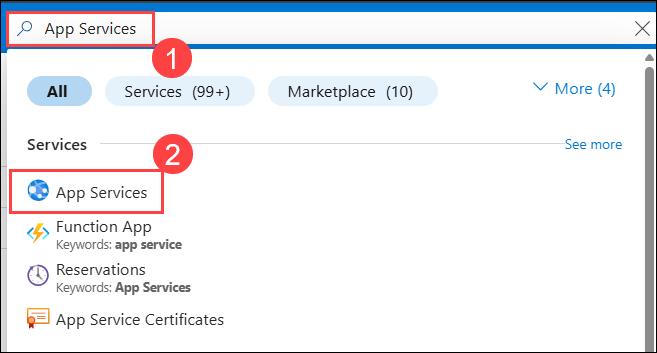 App Services
1
All Services (99+) Marketplace (10) More (4)
2
Services See more
App Services
Function App
Keywords: app service
Reservations
Keywords: App Services
App Service Certificates